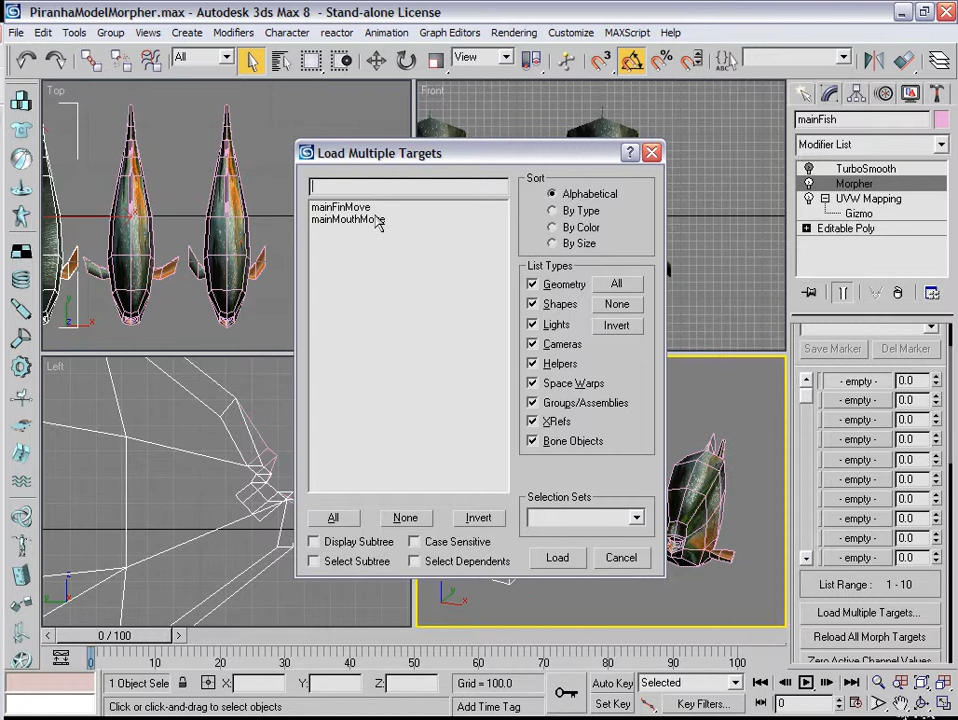 PiranhaModelMorpher.max - Autodesk 3ds Max 8 - Stand-alone License
File Edit Tools Group Views Create Modifiers Character reactor Animation Graph Editors Rendering Customize MAXScript Help
All View
Top Front
Left
mainFish
Modifier List
TurboSmooth
Morpher
UVW Mapping
Gizmo
Editable Poly
Load Multiple Targets
mainFinMove
mainMouthMove
Sort
Alphabetical
By Type
By Color
By Size
List Types
Geometry All
Shapes None
Lights Invert
Cameras
Helpers
Space Warps
Groups/Assemblies
XRefs
Bone Objects
Selection Sets
All None Invert
Display Subtree Case Sensitive
Select Subtree Select Dependents
Load Cancel
Save Marker Del Marker
- empty - 0.0
- empty - 0.0
- empty - 0.0
- empty - 0.0
- empty - 0.0
- empty - 0.0
- empty - 0.0
- empty - 0.0
- empty - 0.0
- empty - 0.0
List Range : 1 - 10
Load Multiple Targets...
Reload All Morph Targets
Zero Active Channel Values
0 / 100
0 10 20 30 40 50 60 70 80 90 100
1 Object Sele X: Y: Z: Grid = 100.0 Auto Key Selected
Click or click-and-drag to select objects Add Time Tag Set Key Key Filters... 0